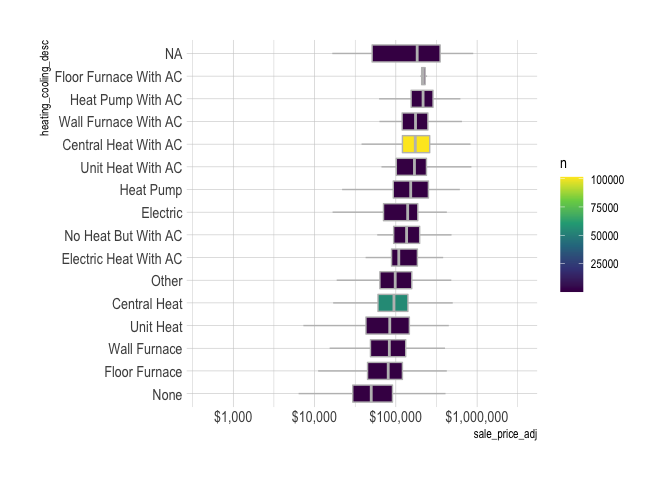 heating_cooling_desc
NA
Floor Furnace With AC
Heat Pump With AC
Wall Furnace With AC
Central Heat With AC
Unit Heat With AC
Heat Pump
Electric
No Heat But With AC
Electric Heat With AC
Other
Central Heat
Unit Heat
Wall Furnace
Floor Furnace
None
$1,000 $10,000 $100,000 $1,000,000
sale_price_adj
n
100000
75000
50000
25000